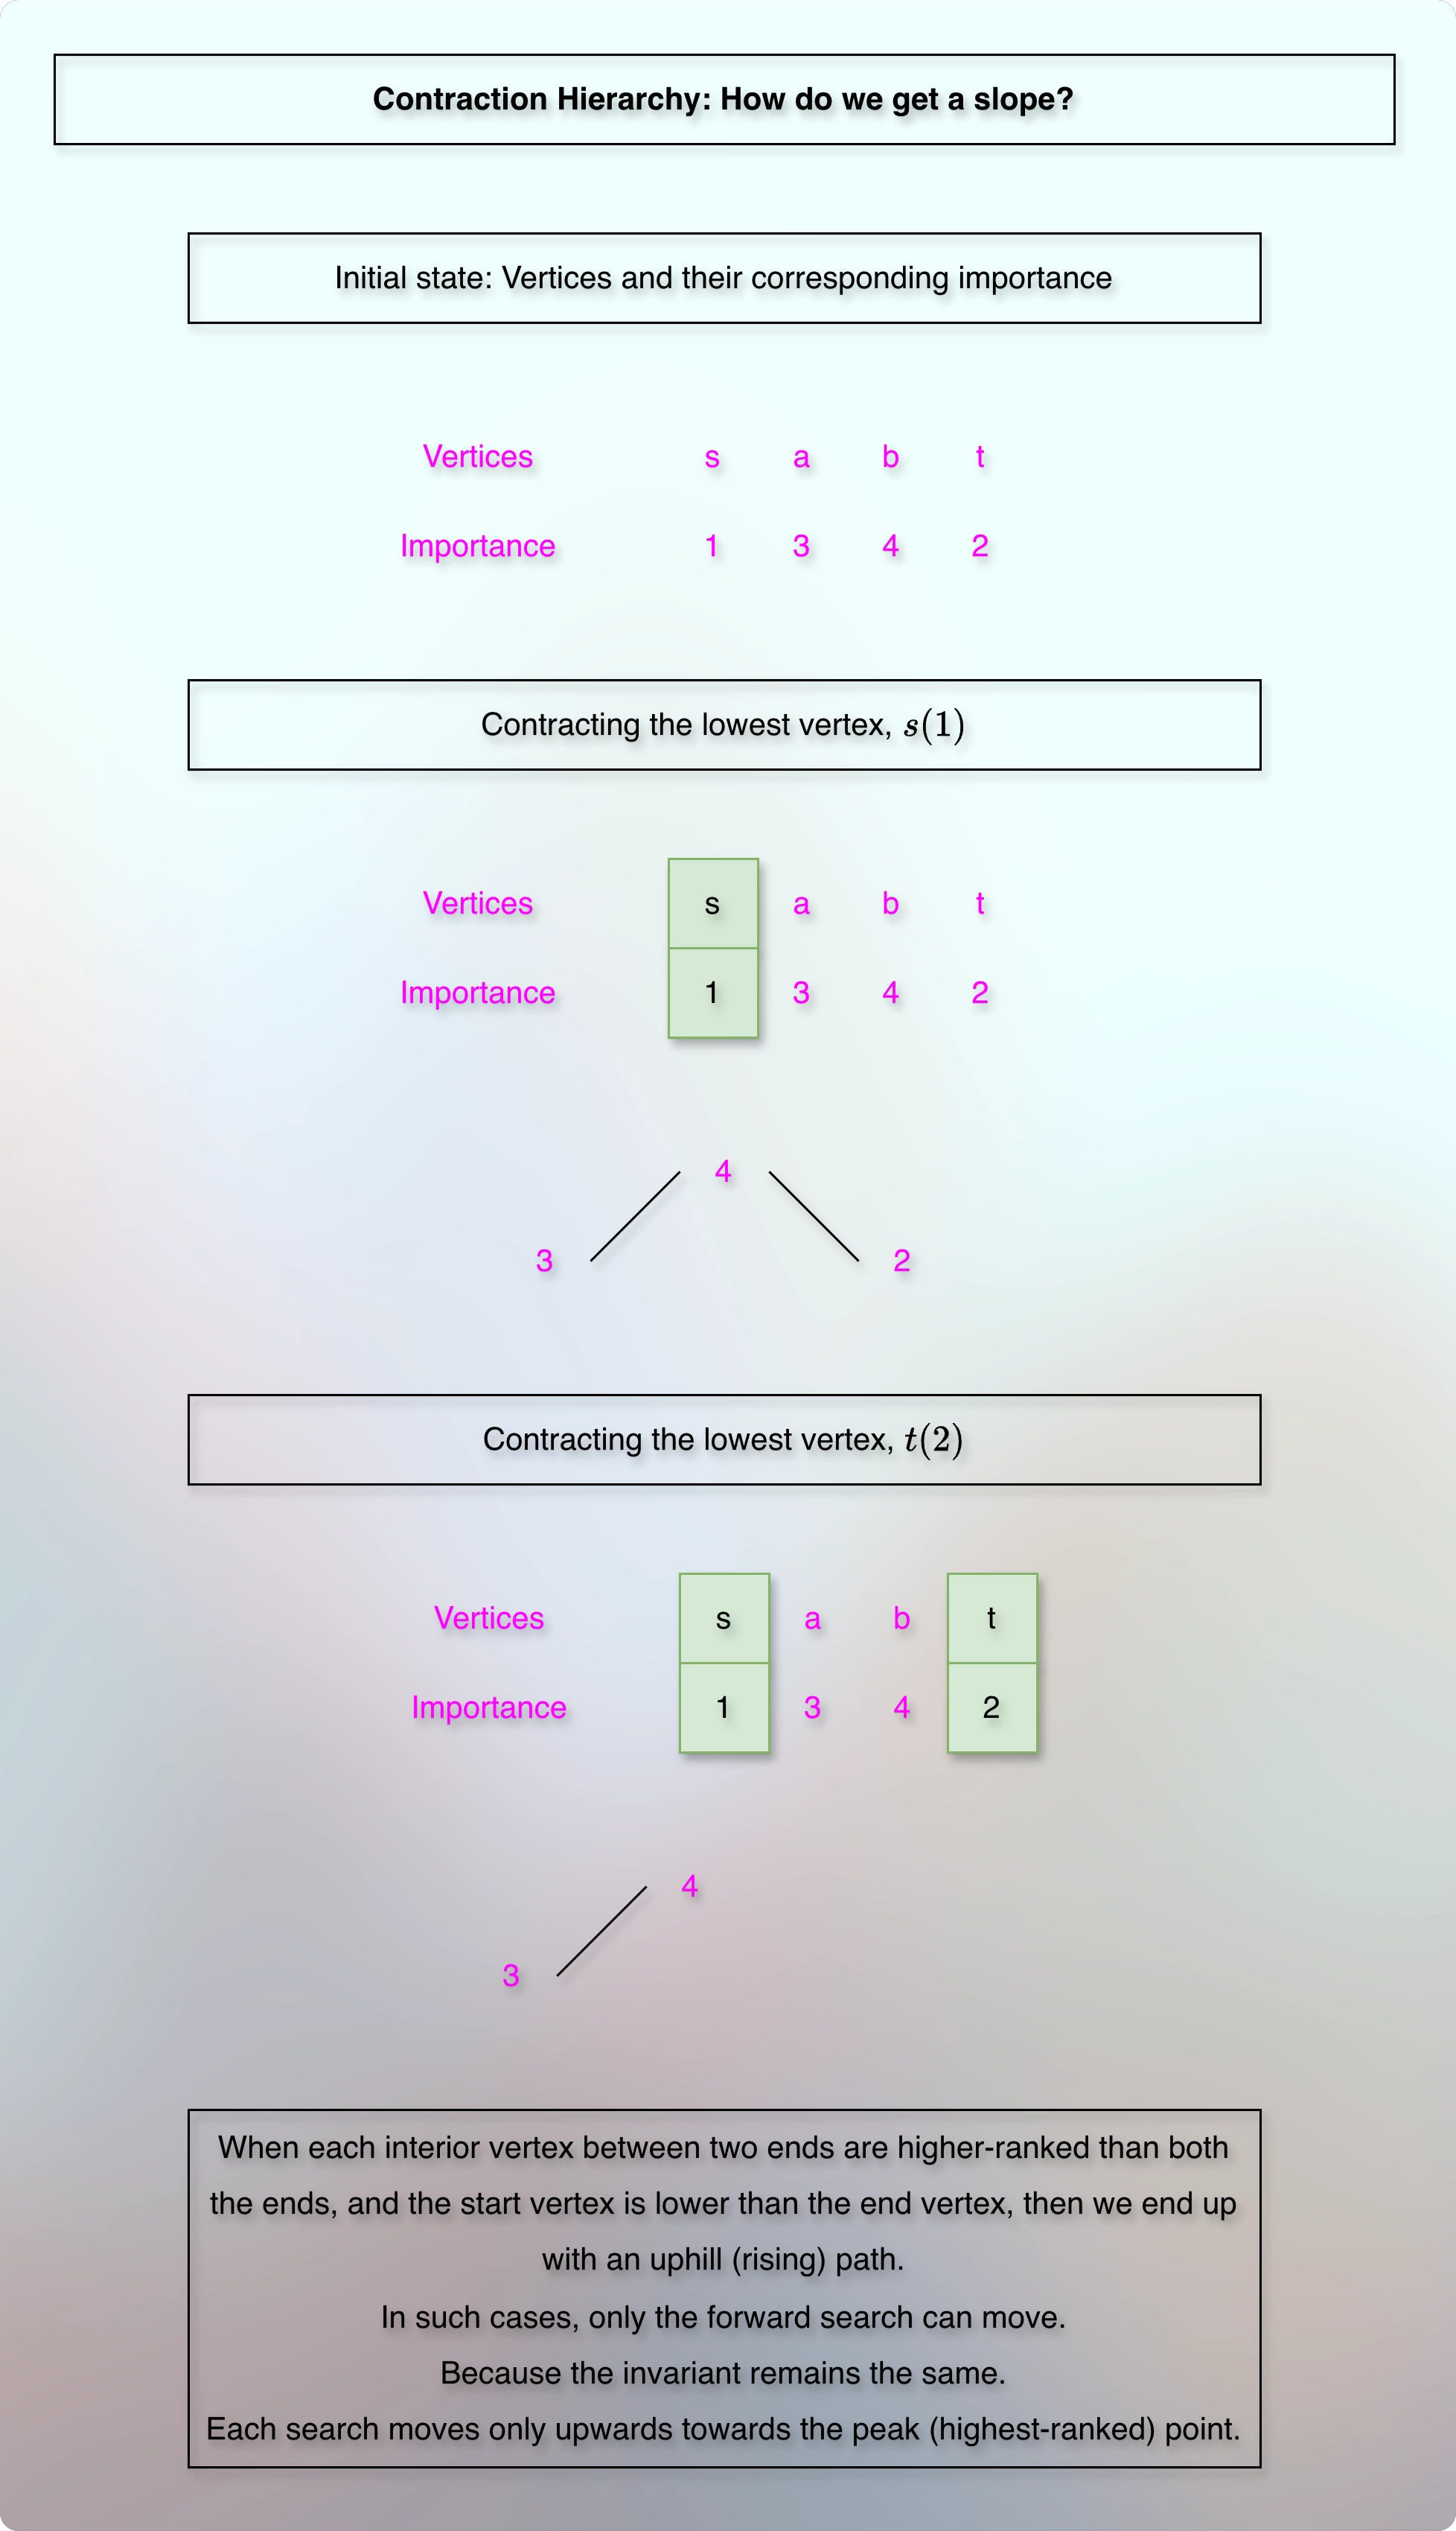 Contraction Hierarchy: How do we get a slope?
Initial state: Vertices and their corresponding importance
Vertices s a b t
Importance 1 3 4 2
Contracting the lowest vertex, s(1)
Vertices s a b t
Importance 1 3 4 2
4
3 2
Contracting the lowest vertex, t(2)
Vertices s a b t
Importance 1 3 4 2
4
3
When each interior vertex between two ends are higher-ranked than both
the ends, and the start vertex is lower than the end vertex, then we end up
with an uphill (rising) path.
In such cases, only the forward search can move.
Because the invariant remains the same.
Each search moves only upwards towards the peak (highest-ranked) point.